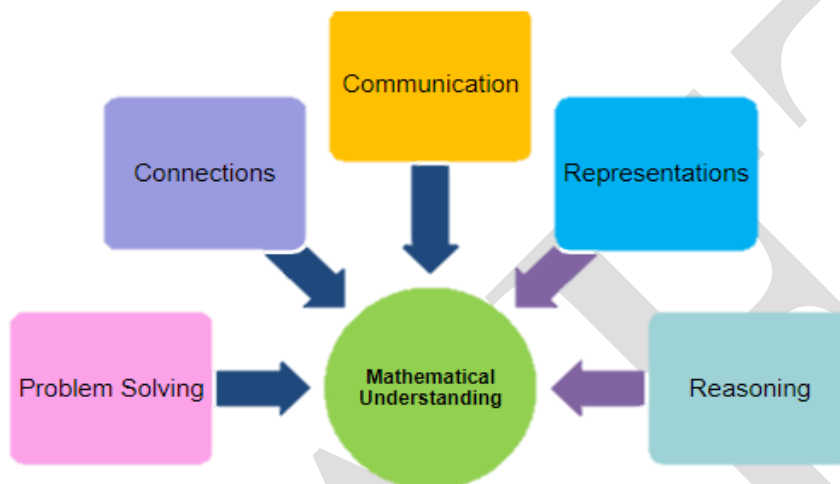 Communication
Connections
Representations
Problem Solving
Mathematical
Understanding
Reasoning